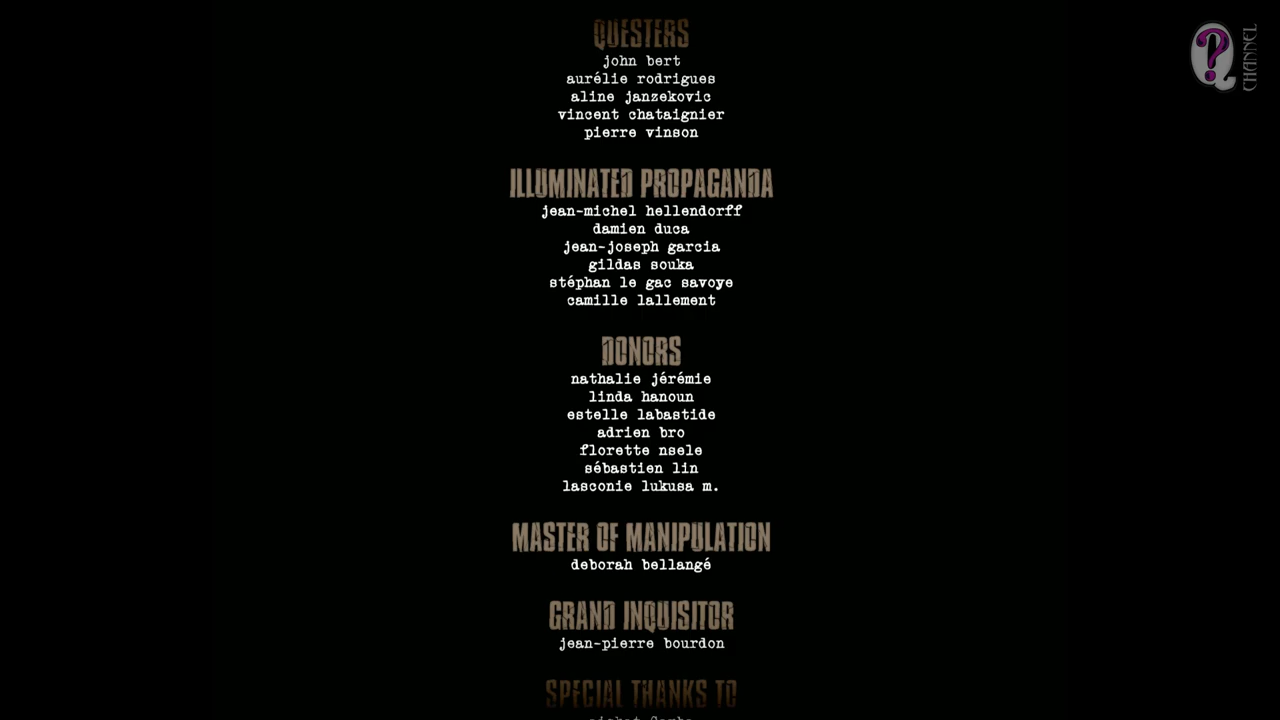 QUESTERS
john bert
aurélie rodrigues
aline janzekovic
vincent chataignier
pierre vinson
ILLUMINATED PROPAGANDA
jean-michel hellendorff
damien duca
jean-joseph garcia
gildas souka
stéphan le gac savoye
camille lallement
DONORS
nathalie jérémie
linda hanoun
estelle labastide
adrien bro
florette nsele
sébastien lin
lasconie lukusa m.
MASTER OF MANIPULATION
deborah bellangé
GRAND INQUISITOR
jean-pierre bourdon
SPECIAL THANKS TO
Q?
CHANNEL